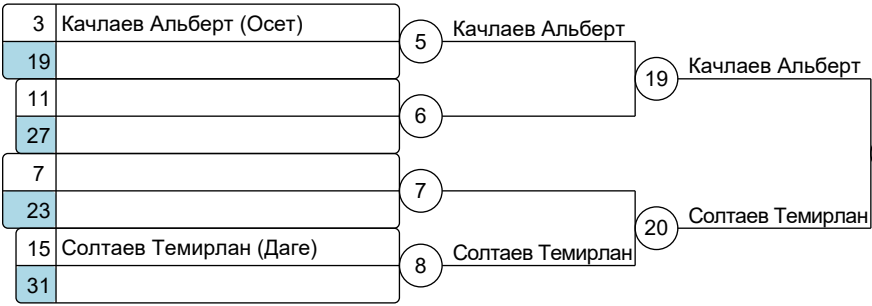 3 Качлаев Альберт (Осет)
19
5 Качлаев Альберт
11
27
6
19 Качлаев Альберт
7
23
7
15 Солтаев Темирлан (Даге)
31
8 Солтаев Темирлан
20 Солтаев Темирлан